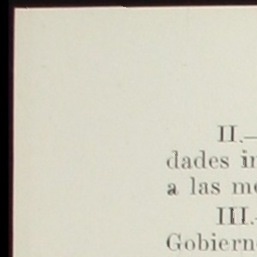 II.—
dades in
a las me
III.
Gobiern